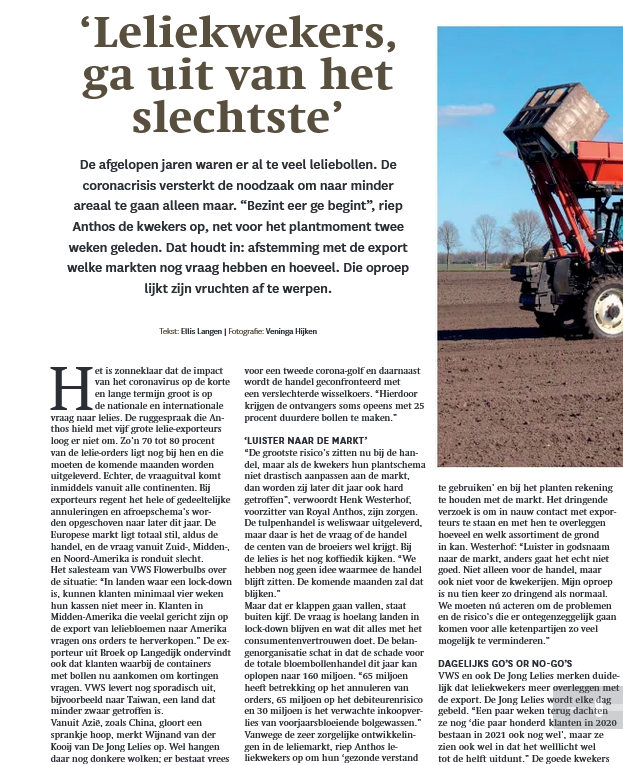 ‘Leliekwekers,
ga uit van het
slechtste’
De afgelopen jaren waren er al te veel leliebollen. De
coronacrisis versterkt de noodzaak om naar minder
areaal te gaan alleen maar. “Bezint eer ge begint”, riep
Anthos de kwekers op, net voor het plantmoment twee
weken geleden. Dat houdt in: afstemming met de export
welke markten nog vraag hebben en hoeveel. Die oproep
lijkt zijn vruchten af te werpen.
Tekst: Ellis Langen | Fotografie: Veninga Hijken
Het is zonneklaar dat de impact
van het coronavirus op de korte
en lange termijn groot is op
de nationale en internationale
vraag naar lelies. De ruggespraak die An-
thos hield met vijf grote lelie-exporteurs
loog er niet om. Zo’n 70 tot 80 procent
van de lelie-orders ligt nog bij hen en die
moeten de komende maanden worden
uitgeleverd. Echter, de vraaguitval komt
inmiddels vanuit alle continenten. Bij
exporteurs regent het hele of gedeeltelijke
annuleringen en afroepschema’s wor-
den opgeschoven naar later dit jaar. De
Europese markt ligt totaal stil, aldus de
handel, en de vraag vanuit Zuid-, Midden-,
en Noord-Amerika is ronduit slecht.
Het salesteam van VWS Flowerbulbs over
de situatie: “In landen waar een lock-down
is, kunnen klanten minimaal vier weken
hun kassen niet meer in. Klanten in
Midden-Amerika die veelal gericht zijn op
de export van leliebloemen naar Amerika
vragen ons orders te herverkopen.” De ex-
porteur uit Broek op Langedijk ondervindt
ook dat klanten waarbij de containers
met bollen nu aankomen om kortingen
vragen. VWS levert nog sporadisch uit,
bijvoorbeeld naar Taiwan, een land dat
minder zwaar getroffen is.
Vanuit Azië, zoals China, gloort een
sprankje hoop, merkt Wijnand van der
Kooij van De Jong Lelies op. Wel hangen
daar nog donkere wolken; er bestaat vrees
voor een tweede corona-golf en daarnaast
wordt de handel geconfronteerd met
een verslechterde wisselkoers. “Hierdoor
krijgen de ontvangers soms opeens met 25
procent duurdere bollen te maken.”
‘LUISTER NAAR DE MARKT’
“De grootste risico’s zitten nu bij de han-
del, maar als de kwekers hun plantschema
niet drastisch aanpassen aan de markt,
dan worden zij later dit jaar ook hard
getroffen”, verwoordt Henk Westerhof,
voorzitter van Royal Anthos, zijn zorgen.
De tulpenhandel is weliswaar uitgeleverd,
maar daar is het de vraag of de handel
de centen van de broeiers wel krijgt. Bij
de lelies is het nog koffiedik kijken. “We
hebben nog geen idee waarmee de handel
blijft zitten. De komende maanden zal dat
blijken.”
Maar dat er klappen gaan vallen, staat
buiten kijf. De vraag is hoelang landen in
lock-down blijven en wat dit alles met het
consumentenvertrouwen doet. De belan-
genorganisatie schat in dat de schade voor
de totale bloembollenhandel dit jaar kan
oplopen naar 160 miljoen. “65 miljoen
heeft betrekking op het annuleren van
orders, 65 miljoen op het debiteurenrisico
en 30 miljoen is het verwachte inkoopver-
lies van voorjaarsbloeiende bolgewassen.”
Vanwege de zeer zorgelijke ontwikkelin-
gen in de leliemarkt, riep Anthos le-
liekwekers op om hun ‘gezonde verstand
te gebruiken’ en bij het planten rekening
te houden met de markt. Het dringende
verzoek is om in nauw contact met expor-
teurs te staan en met hen te overleggen
hoeveel en welk assortiment de grond
in kan. Westerhof: “Luister in godsnaam
naar de markt, anders gaat het echt niet
goed. Niet alleen voor de handel, maar
ook niet voor de kwekerijen. Mijn oproep
is nu tien keer zo dringend als normaal.
We moeten nú acteren om de problemen
en de risico’s die er ontegenzeggelijk gaan
komen voor alle ketenpartijen zo veel
mogelijk te verminderen.”
DAGELIJKS GO’S OR NO-GO’S
VWS en ook De Jong Lelies merken duide-
lijk dat leliekwekers meer overleggen met
de export. De Jong Lelies wordt elke dag
gebeld. “Een paar weken terug dachten
ze nog ‘die paar honderd klanten in 2020
bestaan in 2021 ook nog wel’, maar ze
zien ook wel in dat het welllicht wel
tot de helft uitdunt.” De goede kwekers